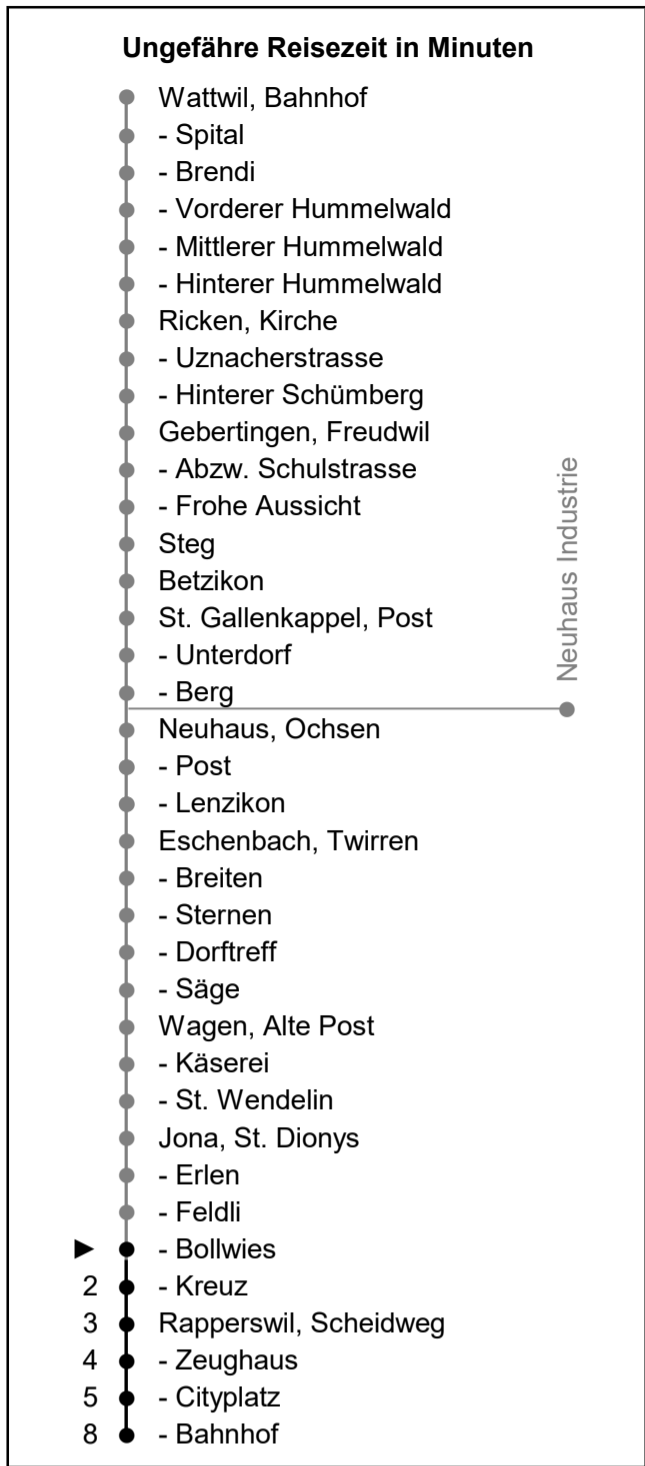 Ungefähre Reisezeit in Minuten
Wattwil, Bahnhof
- Spital
- Brendi
- Vorderer Hummelwald
- Mittlerer Hummelwald
- Hinterer Hummelwald
Ricken, Kirche
- Uznacherstrasse
- Hinterer Schümberg
Gebertingen, Freudwil
- Abzw. Schulstrasse
- Frohe Aussicht
Steg
Betzikon
St. Gallenkappel, Post
- Unterdorf
- Berg
Neuhaus Industrie
Neuhaus, Ochsen
- Post
- Lenzikon
Eschenbach, Twirren
- Breiten
- Sternen
- Dorftreff
- Säge
Wagen, Alte Post
- Käserei
- St. Wendelin
Jona, St. Dionys
- Erlen
- Feldli
- Bollwies
2 - Kreuz
3 Rapperswil, Scheidweg
4 - Zeughaus
5 - Cityplatz
8 - Bahnhof